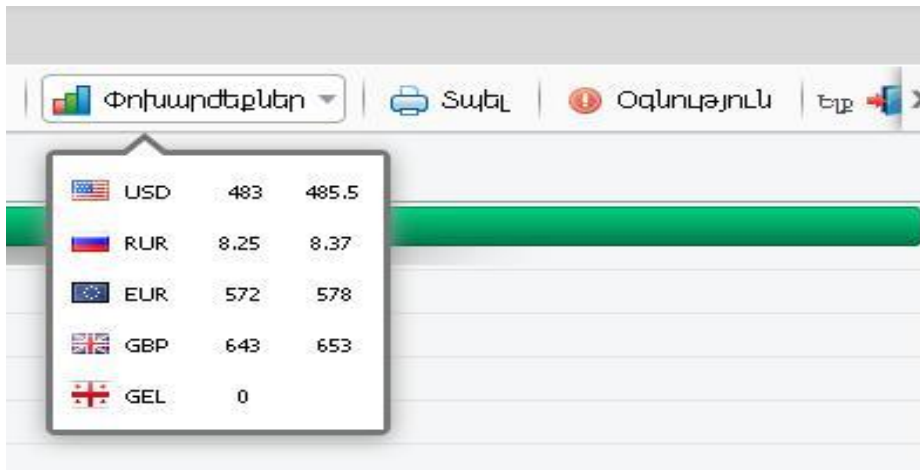 Փոխարժեքներ Տպել Օգնություն Ելք
USD 483 485.5
RUR 8.25 8.37
EUR 572 578
GBP 643 653
GEL 0